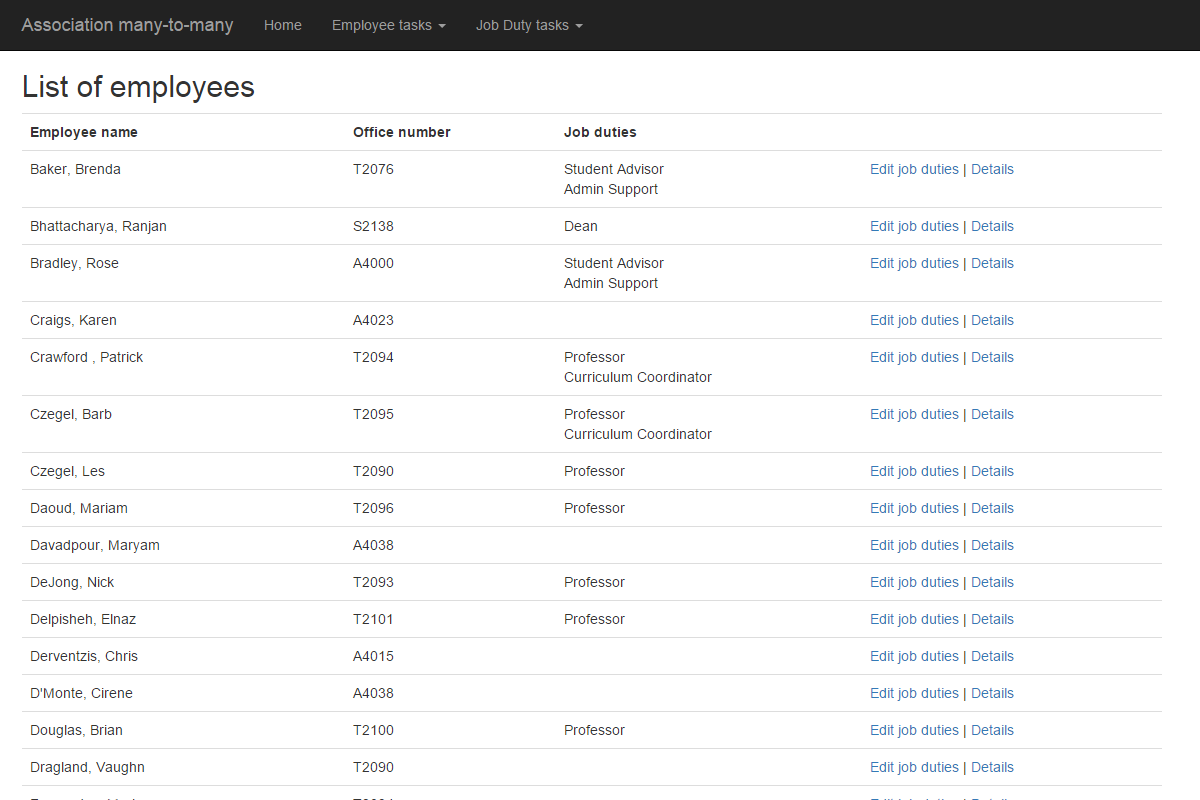 Association many-to-many Home Employee tasks Job Duty tasks
List of employees
Employee name Office number Job duties
Baker, Brenda T2076 Student Advisor Edit job duties | Details
Admin Support
Bhattacharya, Ranjan S2138 Dean Edit job duties | Details
Bradley, Rose A4000 Student Advisor Edit job duties | Details
Admin Support
Craigs, Karen A4023 Edit job duties | Details
Crawford , Patrick T2094 Professor Edit job duties | Details
Curriculum Coordinator
Czegel, Barb T2095 Professor Edit job duties | Details
Curriculum Coordinator
Czegel, Les T2090 Professor Edit job duties | Details
Daoud, Mariam T2096 Professor Edit job duties | Details
Davadpour, Maryam A4038 Edit job duties | Details
DeJong, Nick T2093 Professor Edit job duties | Details
Delpisheh, Elnaz T2101 Professor Edit job duties | Details
Derventzis, Chris A4015 Edit job duties | Details
D'Monte, Cirene A4038 Edit job duties | Details
Douglas, Brian T2100 Professor Edit job duties | Details
Dragland, Vaughn T2090 Edit job duties | Details